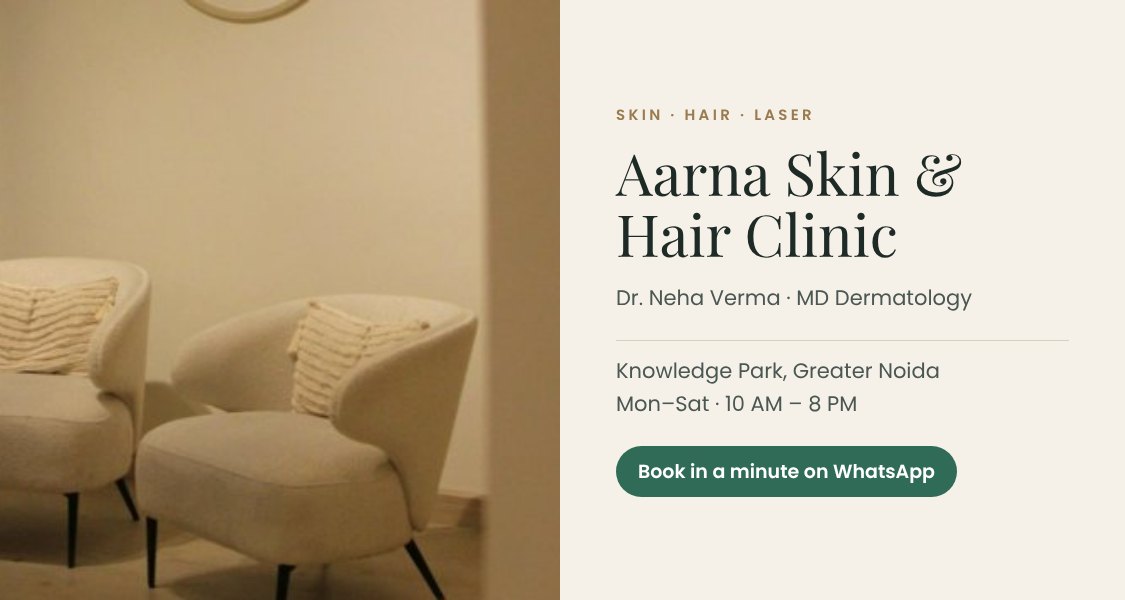 SKIN · HAIR · LASER
Aarna Skin &
Hair Clinic
Dr. Neha Verma · MD Dermatology
Knowledge Park, Greater Noida
Mon–Sat · 10 AM – 8 PM
Book in a minute on WhatsApp